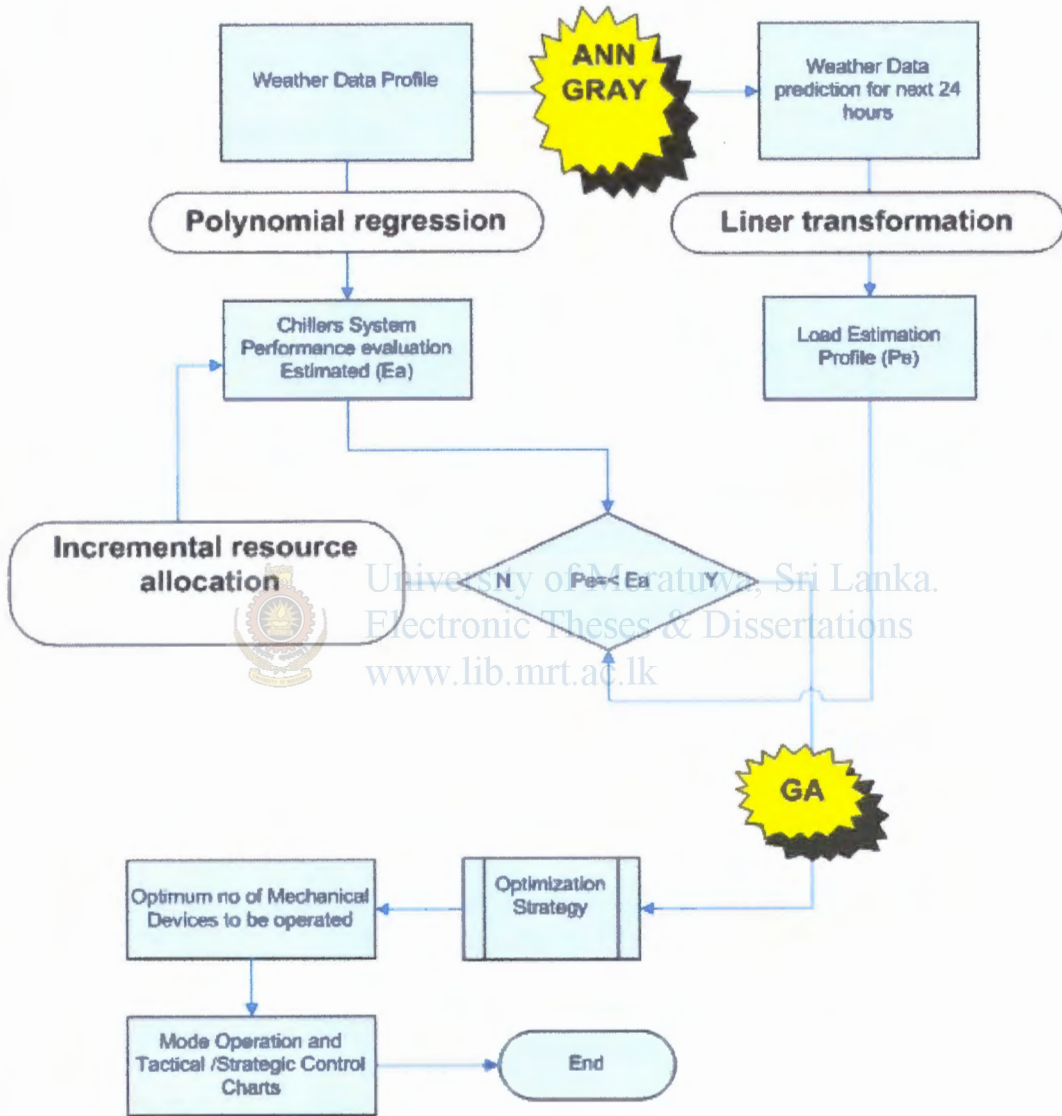 Weather Data Profile
ANN
GRAY
Weather Data
prediction for next 24
hours
Polynomial regression
Liner transformation
Chillers System
Performance evaluation
Estimated (Ea)
Load Estimation
Profile (Pe)
Incremental resource
allocation
N
Pe=< Ea
Y
University of Moratuwa, Sri Lanka.
Electronic Theses & Dissertations
www.lib.mrt.ac.lk
GA
Optimum no of Mechanical
Devices to be operated
Optimization
Strategy
Mode Operation and
Tactical /Strategic Control
Charts
End